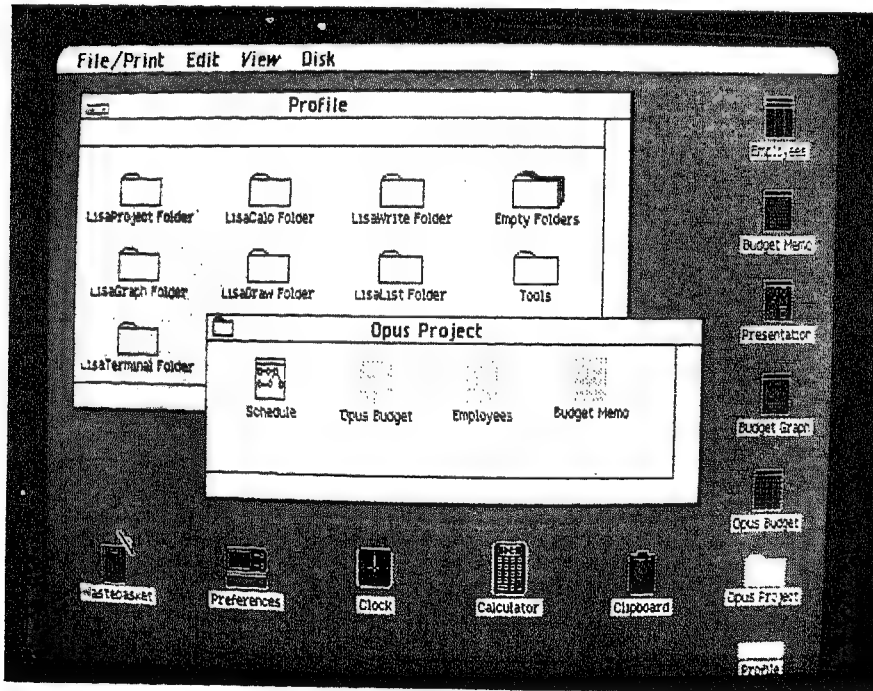 File/Print Edit View Disk
Profile
LisaProject Folder
LisaCalc Folder
LisaWrite Folder
Empty Folders
LisaGraph Folder
LisaDraw Folder
LisaList Folder
Tools
LisaTerminal Folder
Opus Project
Schedule
Opus Budget
Employees
Budget Memo
Employees
Budget Memo
Presentation
Budget Graph
Opus Budget
Opus Project
Profile
Wastebasket
Preferences
Clock
Calculator
Clipboard